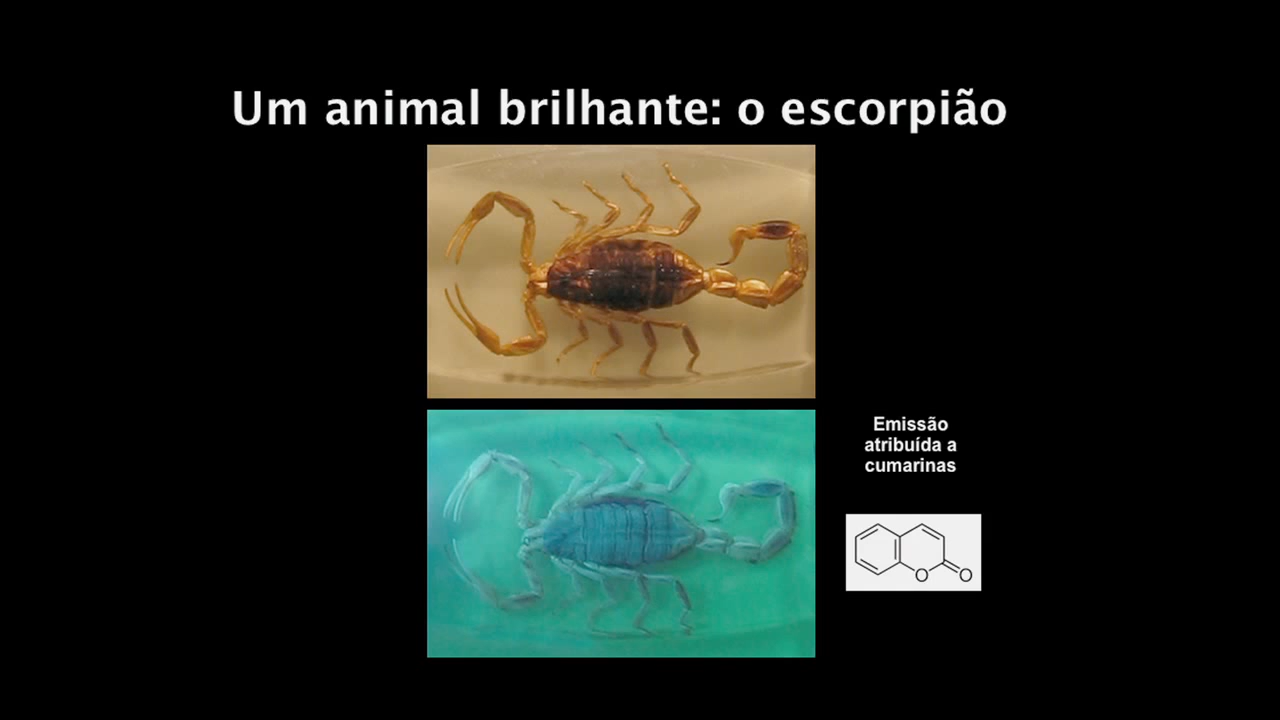 Um animal brilhante: o escorpião
Emissão
atribuída a
cumarinas
O
O